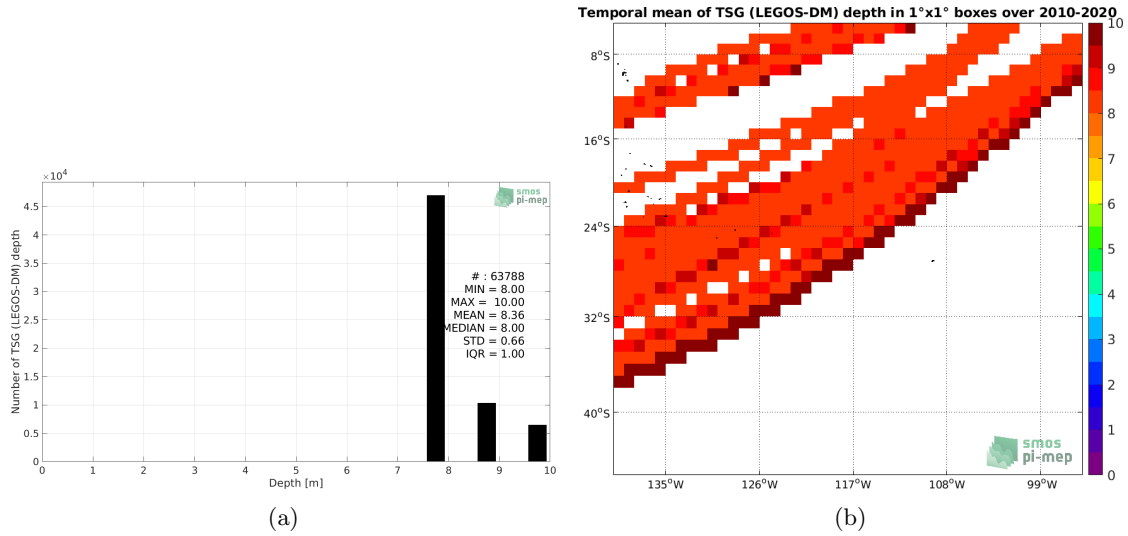 Temporal mean of TSG (LEGOS-DM) depth in 1°x1° boxes over 2010-2020
×10⁴
4.5
4
3.5
3
2.5
2
1.5
1
0.5
0
Number of TSG (LEGOS-DM) depth
0 1 2 3 4 5 6 7 8 9 10
Depth [m]
smos
pi-mep
# : 63788
MIN = 8.00
MAX = 10.00
MEAN = 8.36
MEDIAN = 8.00
STD = 0.66
IQR = 1.00
(a)
8°S
16°S
24°S
32°S
40°S
135°W 126°W 117°W 108°W 99°W
smos
pi-mep
10
9
8
7
6
5
4
3
2
1
0
(b)